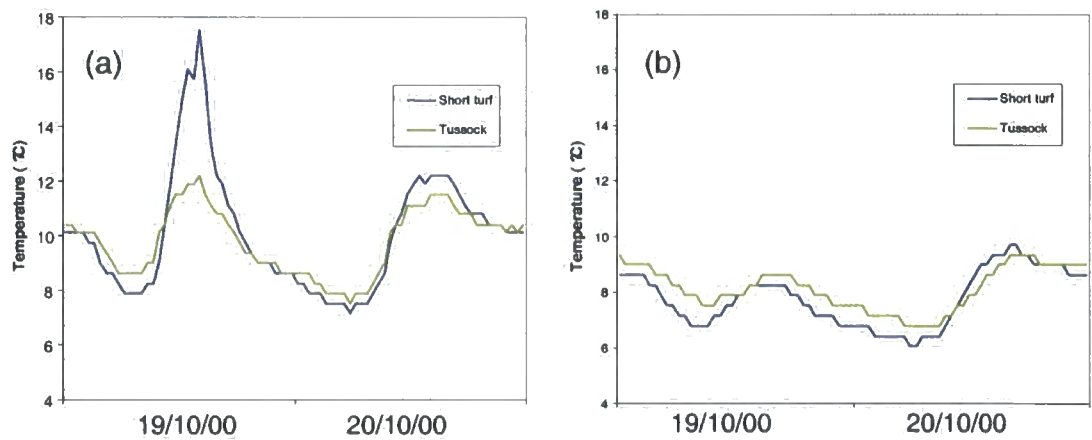 (a)
Temperature (℃)
18
16
14
12
10
8
6
4
Short turf
Tussock
19/10/00
20/10/00
(b)
Temperature (℃)
18
16
14
12
10
8
6
4
Short turf
Tussock
19/10/00
20/10/00